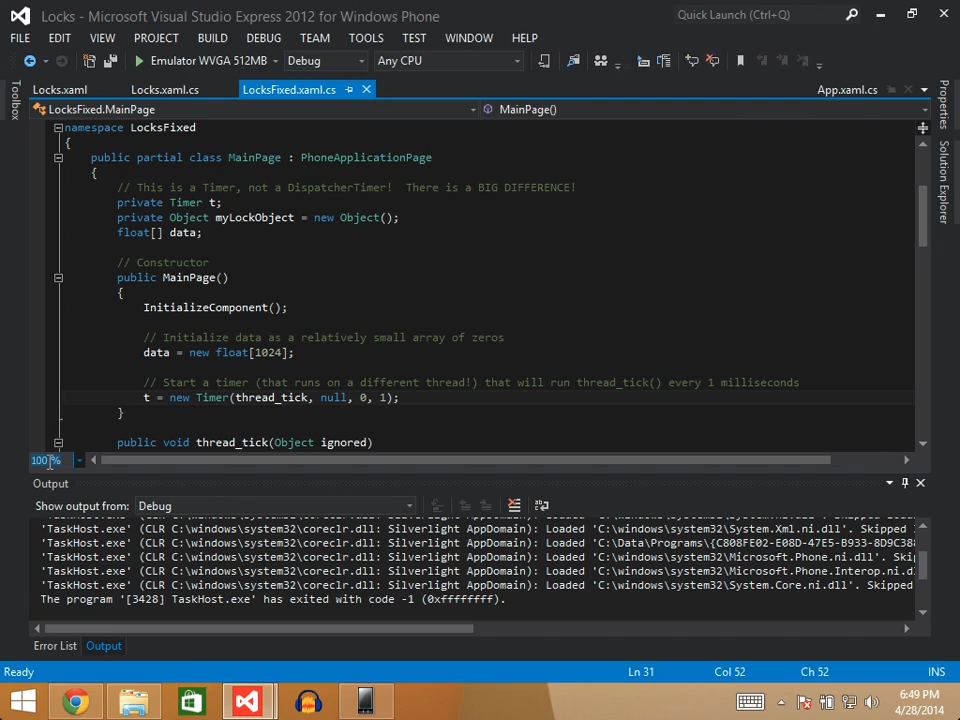 Locks - Microsoft Visual Studio Express 2012 for Windows Phone
Quick Launch (Ctrl+Q)
FILE EDIT VIEW PROJECT BUILD DEBUG TEAM TOOLS TEST WINDOW HELP
Emulator WVGA 512MB Debug Any CPU
Toolbox
Locks.xaml Locks.xaml.cs LocksFixed.xaml.cs App.xaml.cs
LocksFixed.MainPage MainPage()
Properties
Solution Explorer
namespace LocksFixed
{
public partial class MainPage : PhoneApplicationPage
{
// This is a Timer, not a DispatcherTimer! There is a BIG DIFFERENCE!
private Timer t;
private Object myLockObject = new Object();
float[] data;
// Constructor
public MainPage()
{
InitializeComponent();
// Initialize data as a relatively small array of zeros
data = new float[1024];
// Start a timer (that runs on a different thread!) that will run thread_tick() every 1 milliseconds
t = new Timer(thread_tick, null, 0, 1);
}
public void thread_tick(Object ignored)
100 %
Output
Show output from: Debug
'TaskHost.exe' (CLR C:\windows\system32\coreclr.dll: Silverlight AppDomain): Loaded 'C:\windows\system32\System.Xml.ni.dll'. Skipped
'TaskHost.exe' (CLR C:\windows\system32\coreclr.dll: Silverlight AppDomain): Loaded 'C:\Data\Programs\{C808FE02-E08D-47E5-B933-8D9C38
'TaskHost.exe' (CLR C:\windows\system32\coreclr.dll: Silverlight AppDomain): Loaded 'C:\windows\system32\Microsoft.Phone.ni.dll'. Skip
'TaskHost.exe' (CLR C:\windows\system32\coreclr.dll: Silverlight AppDomain): Loaded 'C:\windows\system32\Microsoft.Phone.Interop.ni.d
'TaskHost.exe' (CLR C:\windows\system32\coreclr.dll: Silverlight AppDomain): Loaded 'C:\windows\system32\System.Core.ni.dll'. Skipped
The program '[3428] TaskHost.exe' has exited with code -1 (0xffffffff).
Error List Output
Ready Ln 31 Col 52 Ch 52 INS
6:49 PM
4/28/2014